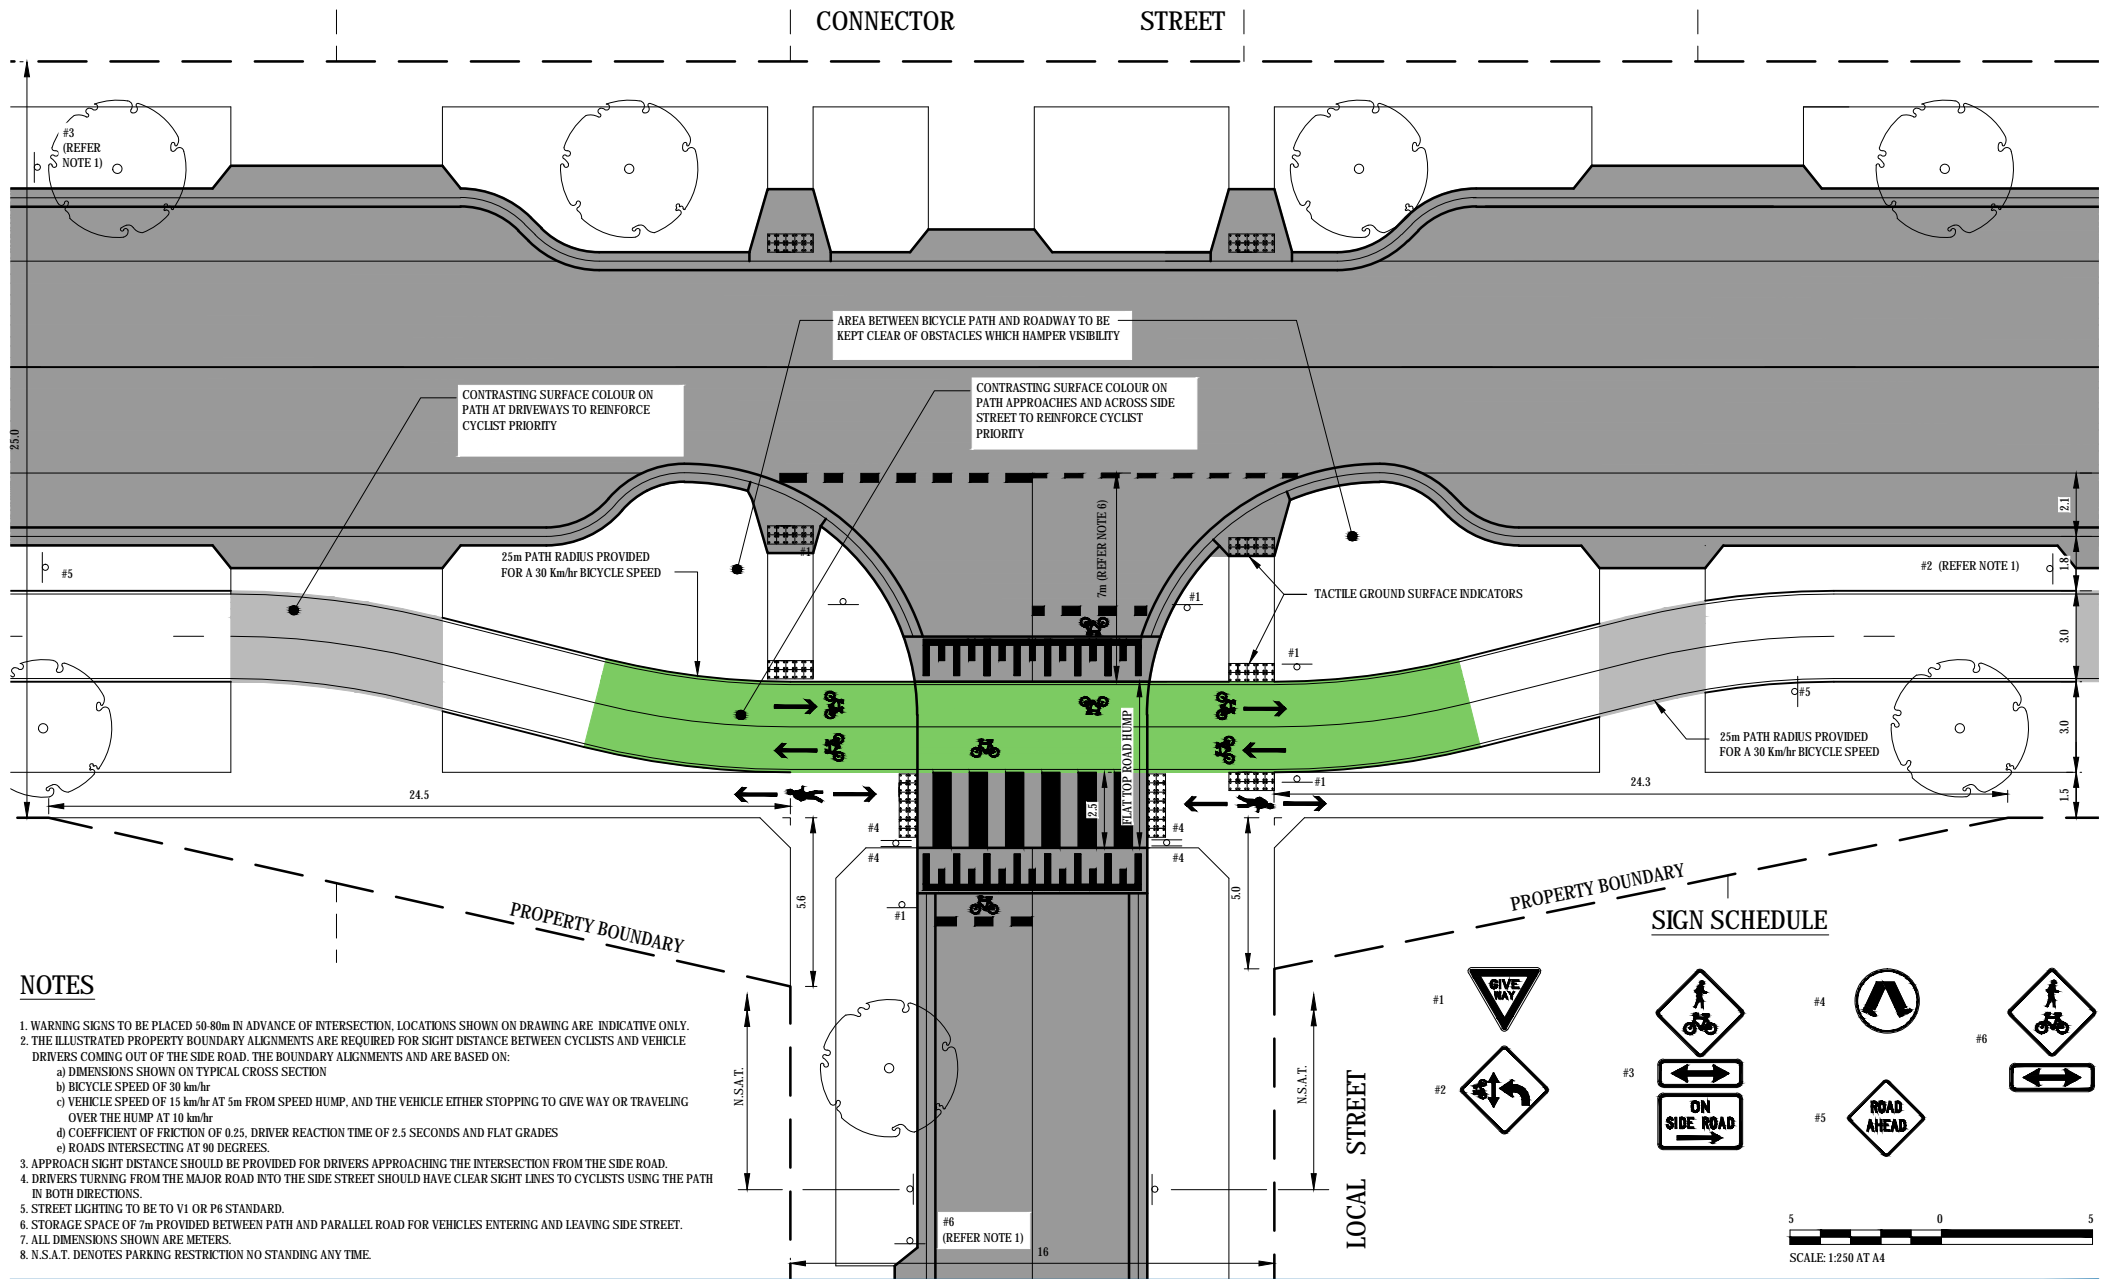 CONNECTOR STREET
#3
(REFER
NOTE 1)
AREA BETWEEN BICYCLE PATH AND ROADWAY TO BE
KEPT CLEAR OF OBSTACLES WHICH HAMPER VISIBILITY
CONTRASTING SURFACE COLOUR ON
PATH AT DRIVEWAYS TO REINFORCE
CYCLIST PRIORITY
CONTRASTING SURFACE COLOUR ON
PATH APPROACHES AND ACROSS SIDE
STREET TO REINFORCE CYCLIST
PRIORITY
25.0
25m PATH RADIUS PROVIDED
FOR A 30 Km/hr BICYCLE SPEED
#5
#1
7m (REFER NOTE 6)
#1
TACTILE GROUND SURFACE INDICATORS
#2 (REFER NOTE 1)
2.1
1.8
3.0
3.0
1.5
#1
#5
25m PATH RADIUS PROVIDED
FOR A 30 Km/hr BICYCLE SPEED
FLAT TOP ROAD HUMP
2.5
#1
24.5
24.3
#4
#4
#4
#4
#1
5.6
5.0
PROPERTY BOUNDARY
PROPERTY BOUNDARY
N.S.A.T.
N.S.A.T.
LOCAL STREET
#6
(REFER NOTE 1)
16
NOTES
1. WARNING SIGNS TO BE PLACED 50-80m IN ADVANCE OF INTERSECTION, LOCATIONS SHOWN ON DRAWING ARE INDICATIVE ONLY.
2. THE ILLUSTRATED PROPERTY BOUNDARY ALIGNMENTS ARE REQUIRED FOR SIGHT DISTANCE BETWEEN CYCLISTS AND VEHICLE
DRIVERS COMING OUT OF THE SIDE ROAD. THE BOUNDARY ALIGNMENTS AND ARE BASED ON:
a) DIMENSIONS SHOWN ON TYPICAL CROSS SECTION
b) BICYCLE SPEED OF 30 km/hr
c) VEHICLE SPEED OF 15 km/hr AT 5m FROM SPEED HUMP, AND THE VEHICLE EITHER STOPPING TO GIVE WAY OR TRAVELING
OVER THE HUMP AT 10 km/hr
d) COEFFICIENT OF FRICTION OF 0.25, DRIVER REACTION TIME OF 2.5 SECONDS AND FLAT GRADES
e) ROADS INTERSECTING AT 90 DEGREES.
3. APPROACH SIGHT DISTANCE SHOULD BE PROVIDED FOR DRIVERS APPROACHING THE INTERSECTION FROM THE SIDE ROAD.
4. DRIVERS TURNING FROM THE MAJOR ROAD INTO THE SIDE STREET SHOULD HAVE CLEAR SIGHT LINES TO CYCLISTS USING THE PATH
IN BOTH DIRECTIONS.
5. STREET LIGHTING TO BE TO V1 OR P6 STANDARD.
6. STORAGE SPACE OF 7m PROVIDED BETWEEN PATH AND PARALLEL ROAD FOR VEHICLES ENTERING AND LEAVING SIDE STREET.
7. ALL DIMENSIONS SHOWN ARE METERS.
8. N.S.A.T. DENOTES PARKING RESTRICTION NO STANDING ANY TIME.
SIGN SCHEDULE
#1
GIVE
WAY
#2
#3
ON
SIDE ROAD
#4
#5
ROAD
AHEAD
#6
5 0 5
SCALE: 1:250 AT A4